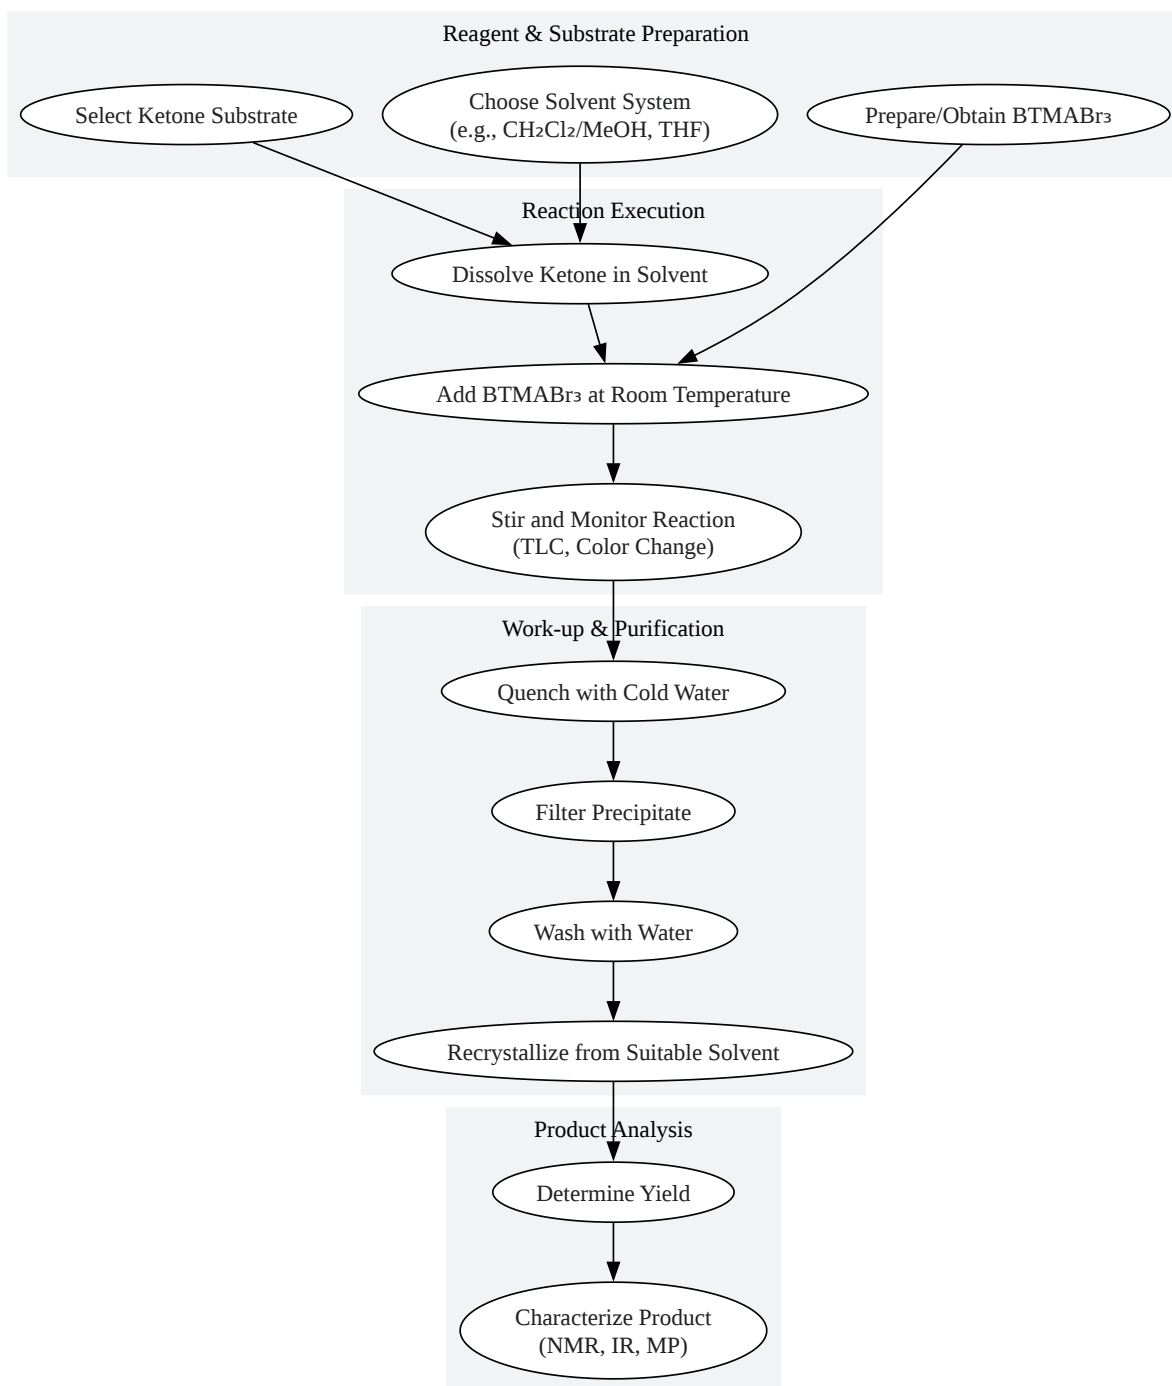 Reagent & Substrate Preparation
Select Ketone Substrate
Choose Solvent System
(e.g., CH₂Cl₂/MeOH, THF)
Prepare/Obtain BTMABr₃
Reaction Execution
Dissolve Ketone in Solvent
Add BTMABr₃ at Room Temperature
Stir and Monitor Reaction
(TLC, Color Change)
Work-up & Purification
Quench with Cold Water
Filter Precipitate
Wash with Water
Recrystallize from Suitable Solvent
Product Analysis
Determine Yield
Characterize Product
(NMR, IR, MP)